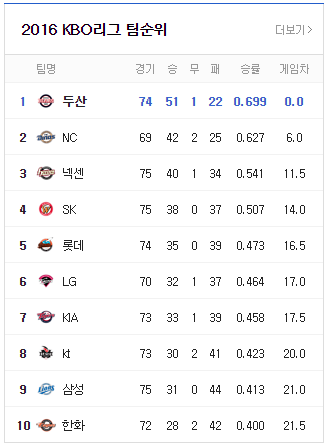 2016 KBO리그 팀순위 더보기 >
팀명 경기 승 무 패 승률 게임차
1 두산 74 51 1 22 0.699 0.0
2 NC 69 42 2 25 0.627 6.0
3 넥센 75 40 1 34 0.541 11.5
4 SK 75 38 0 37 0.507 14.0
5 롯데 74 35 0 39 0.473 16.5
6 LG 70 32 1 37 0.464 17.0
7 KIA 73 33 1 39 0.458 17.5
8 kt 73 30 2 41 0.423 20.0
9 삼성 75 31 0 44 0.413 21.0
10 한화 72 28 2 42 0.400 21.5